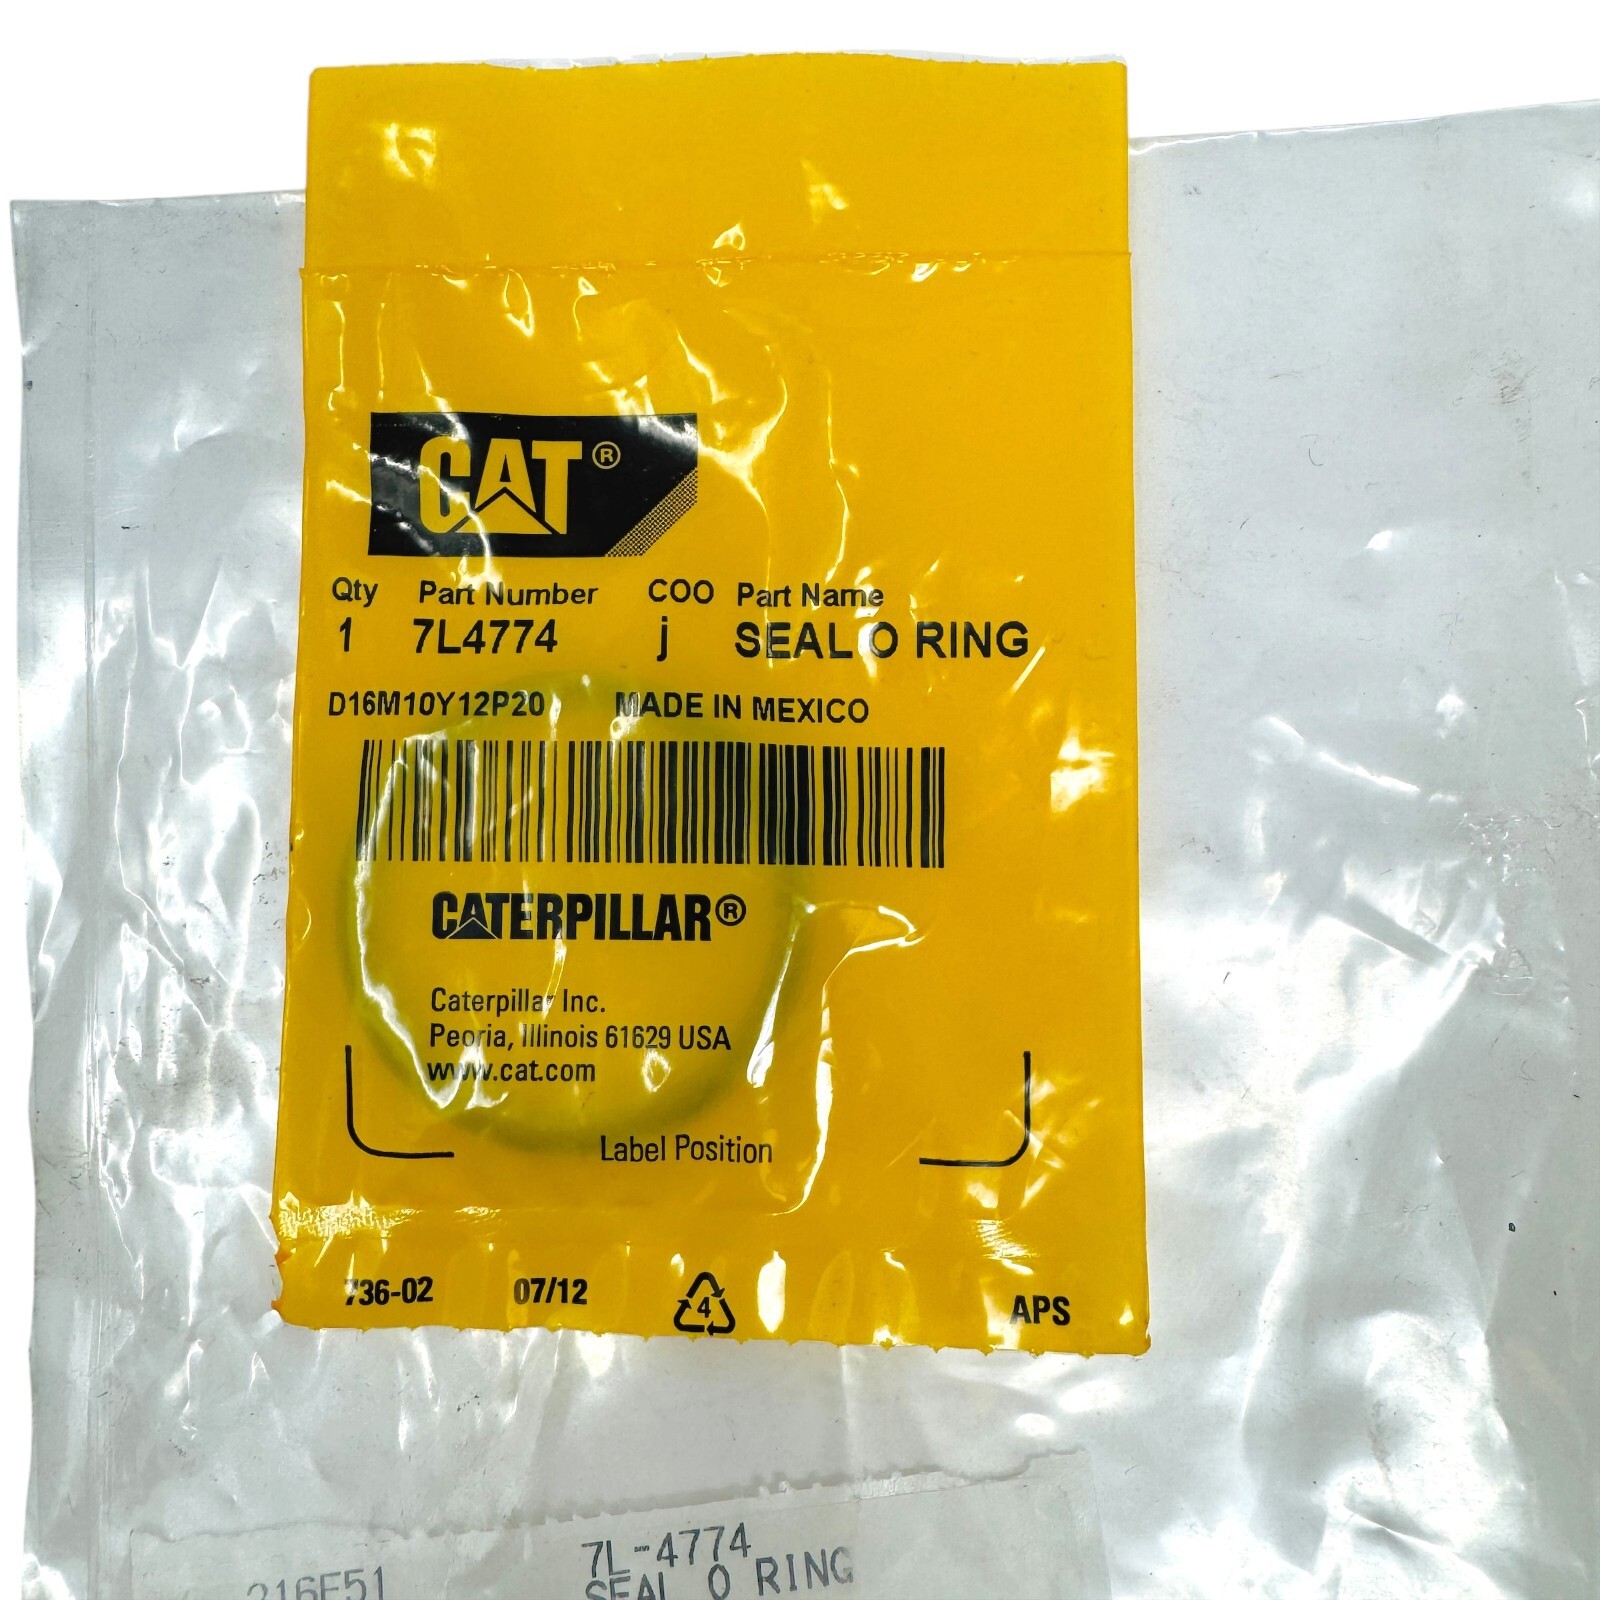 CAT®
Qty Part Number COO Part Name
1 7L4774 j SEAL O RING
D16M10Y12P20 MADE IN MEXICO
CATERPILLAR®
Caterpillar Inc.
Peoria, Illinois 61629 USA
www.cat.com
Label Position
736-02 07/12 4 APS
7L-4774
216E51 SEAL O RING